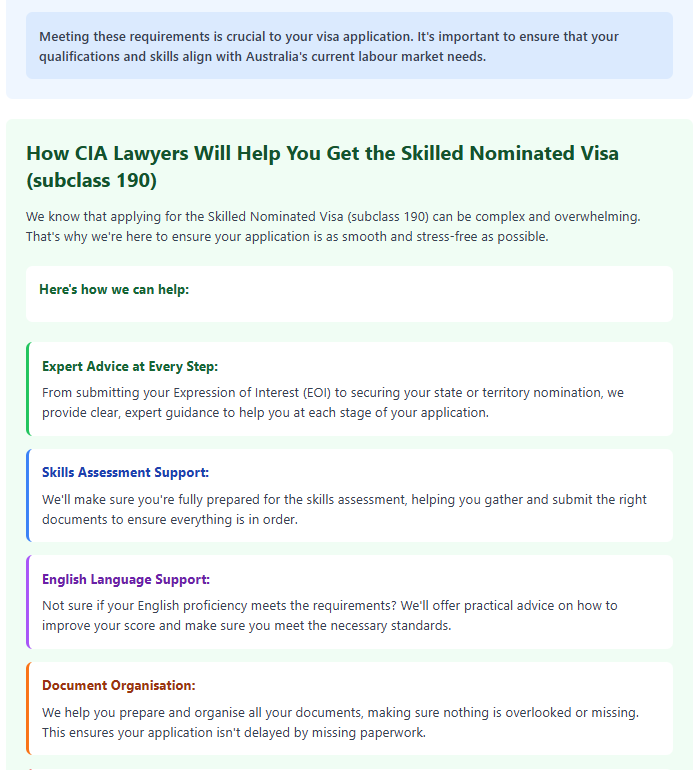 Meeting these requirements is crucial to your visa application. It's important to ensure that your
qualifications and skills align with Australia's current labour market needs.
How CIA Lawyers Will Help You Get the Skilled Nominated Visa
(subclass 190)
We know that applying for the Skilled Nominated Visa (subclass 190) can be complex and overwhelming.
That's why we're here to ensure your application is as smooth and stress-free as possible.
Here's how we can help:
Expert Advice at Every Step:
From submitting your Expression of Interest (EOI) to securing your state or territory nomination, we
provide clear, expert guidance to help you at each stage of your application.
Skills Assessment Support:
We'll make sure you're fully prepared for the skills assessment, helping you gather and submit the right
documents to ensure everything is in order.
English Language Support:
Not sure if your English proficiency meets the requirements? We'll offer practical advice on how to
improve your score and make sure you meet the necessary standards.
Document Organisation:
We help you prepare and organise all your documents, making sure nothing is overlooked or missing.
This ensures your application isn't delayed by missing paperwork.